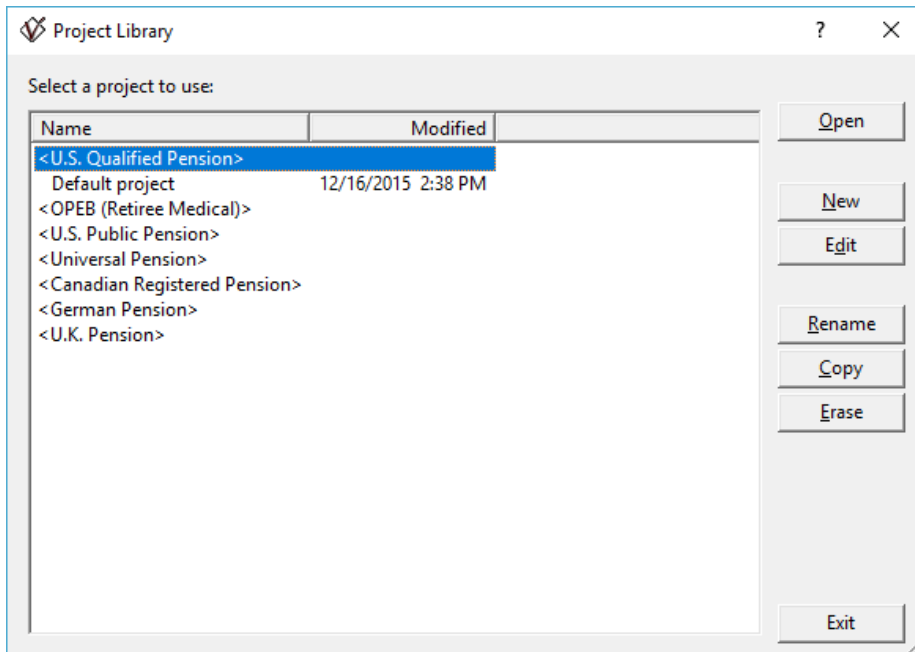 Project Library ?
Select a project to use:
Name Modified
<U.S. Qualified Pension>
Default project 12/16/2015 2:38 PM
<OPEB (Retiree Medical)>
<U.S. Public Pension>
<Universal Pension>
<Canadian Registered Pension>
<German Pension>
<U.K. Pension>
Open
New
Edit
Rename
Copy
Erase
Exit